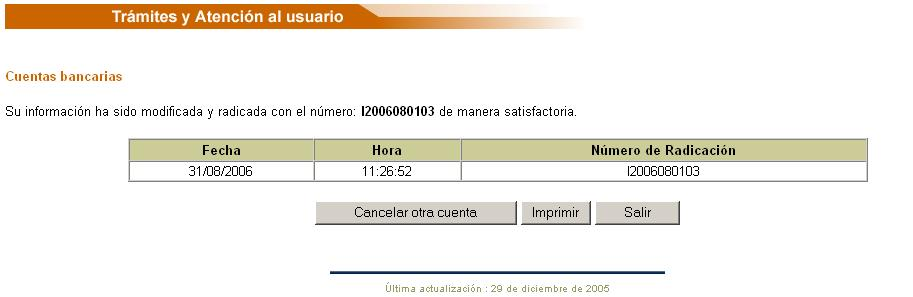 Trámites y Atención al usuario
Cuentas bancarias
Su información ha sido modificada y radicada con el número: I2006080103 de manera satisfactoria.
Fecha Hora Número de Radicación
31/08/2006 11:26:52 I2006080103
Cancelar otra cuenta Imprimir Salir
Última actualización : 29 de diciembre de 2005